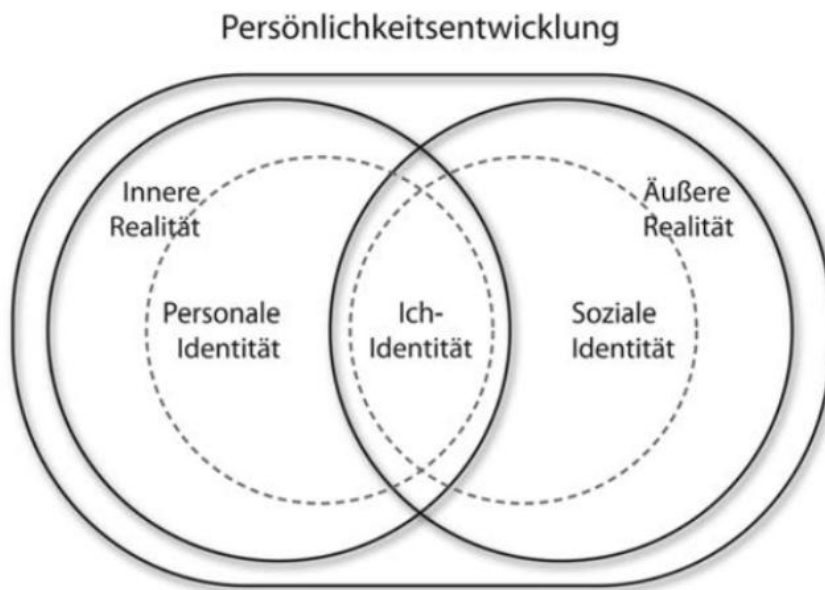 Persönlichkeitsentwicklung
Innere
Realität
Äußere
Realität
Personale
Identität
Ich-
Identität
Soziale
Identität